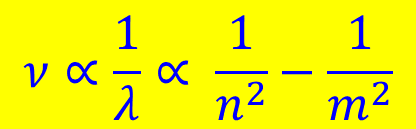 ν ∝ 1/λ ∝ 1/n² − 1/m²